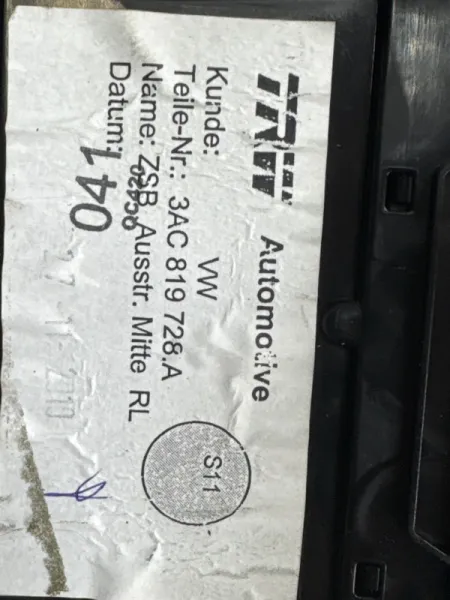 TRW Automotive
Kunde: VW
Teile-Nr.: 3AC 819 728.A
Name: ZSB Ausstr. Mitte RL
Datum:
041
S11